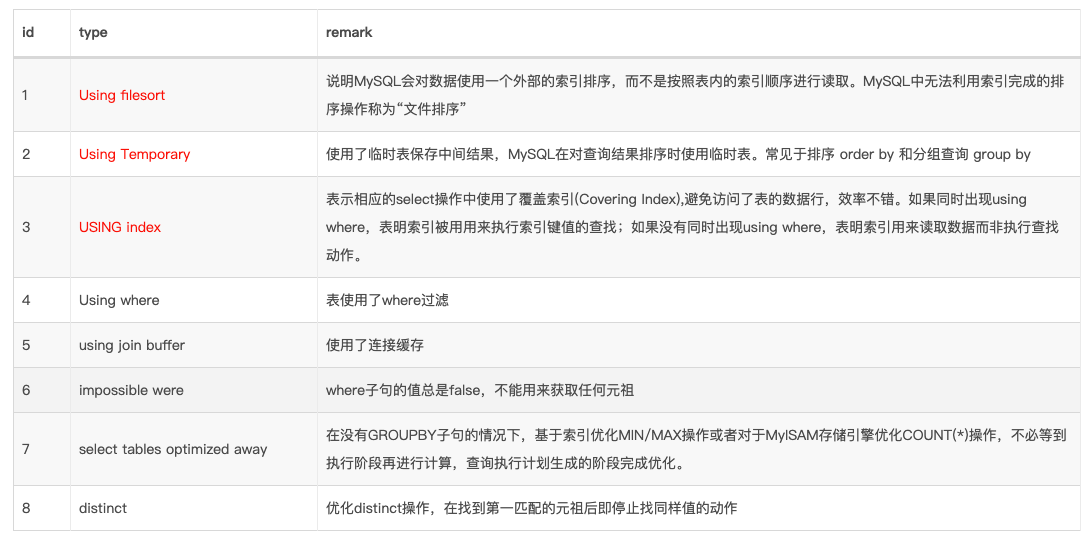 id type remark
1 Using filesort 说明MySQL会对数据使用一个外部的索引排序，而不是按照表内的索引顺序进行读取。MySQL中无法利用索引完成的排
序操作称为“文件排序”
2 Using Temporary 使用了临时表保存中间结果，MySQL在对查询结果排序时使用临时表。常见于排序 order by 和分组查询 group by
3 USING index 表示相应的select操作中使用了覆盖索引(Covering Index),避免访问了表的数据行，效率不错。如果同时出现using
where，表明索引被用用来执行索引键值的查找；如果没有同时出现using where，表明索引用来读取数据而非执行查找
动作。
4 Using where 表使用了where过滤
5 using join buffer 使用了连接缓存
6 impossible were where子句的值总是false，不能用来获取任何元祖
7 select tables optimized away 在没有GROUPBY子句的情况下，基于索引优化MIN/MAX操作或者对于MyISAM存储引擎优化COUNT(*)操作，不必等到
执行阶段再进行计算，查询执行计划生成的阶段完成优化。
8 distinct 优化distinct操作，在找到第一匹配的元祖后即停止找同样值的动作